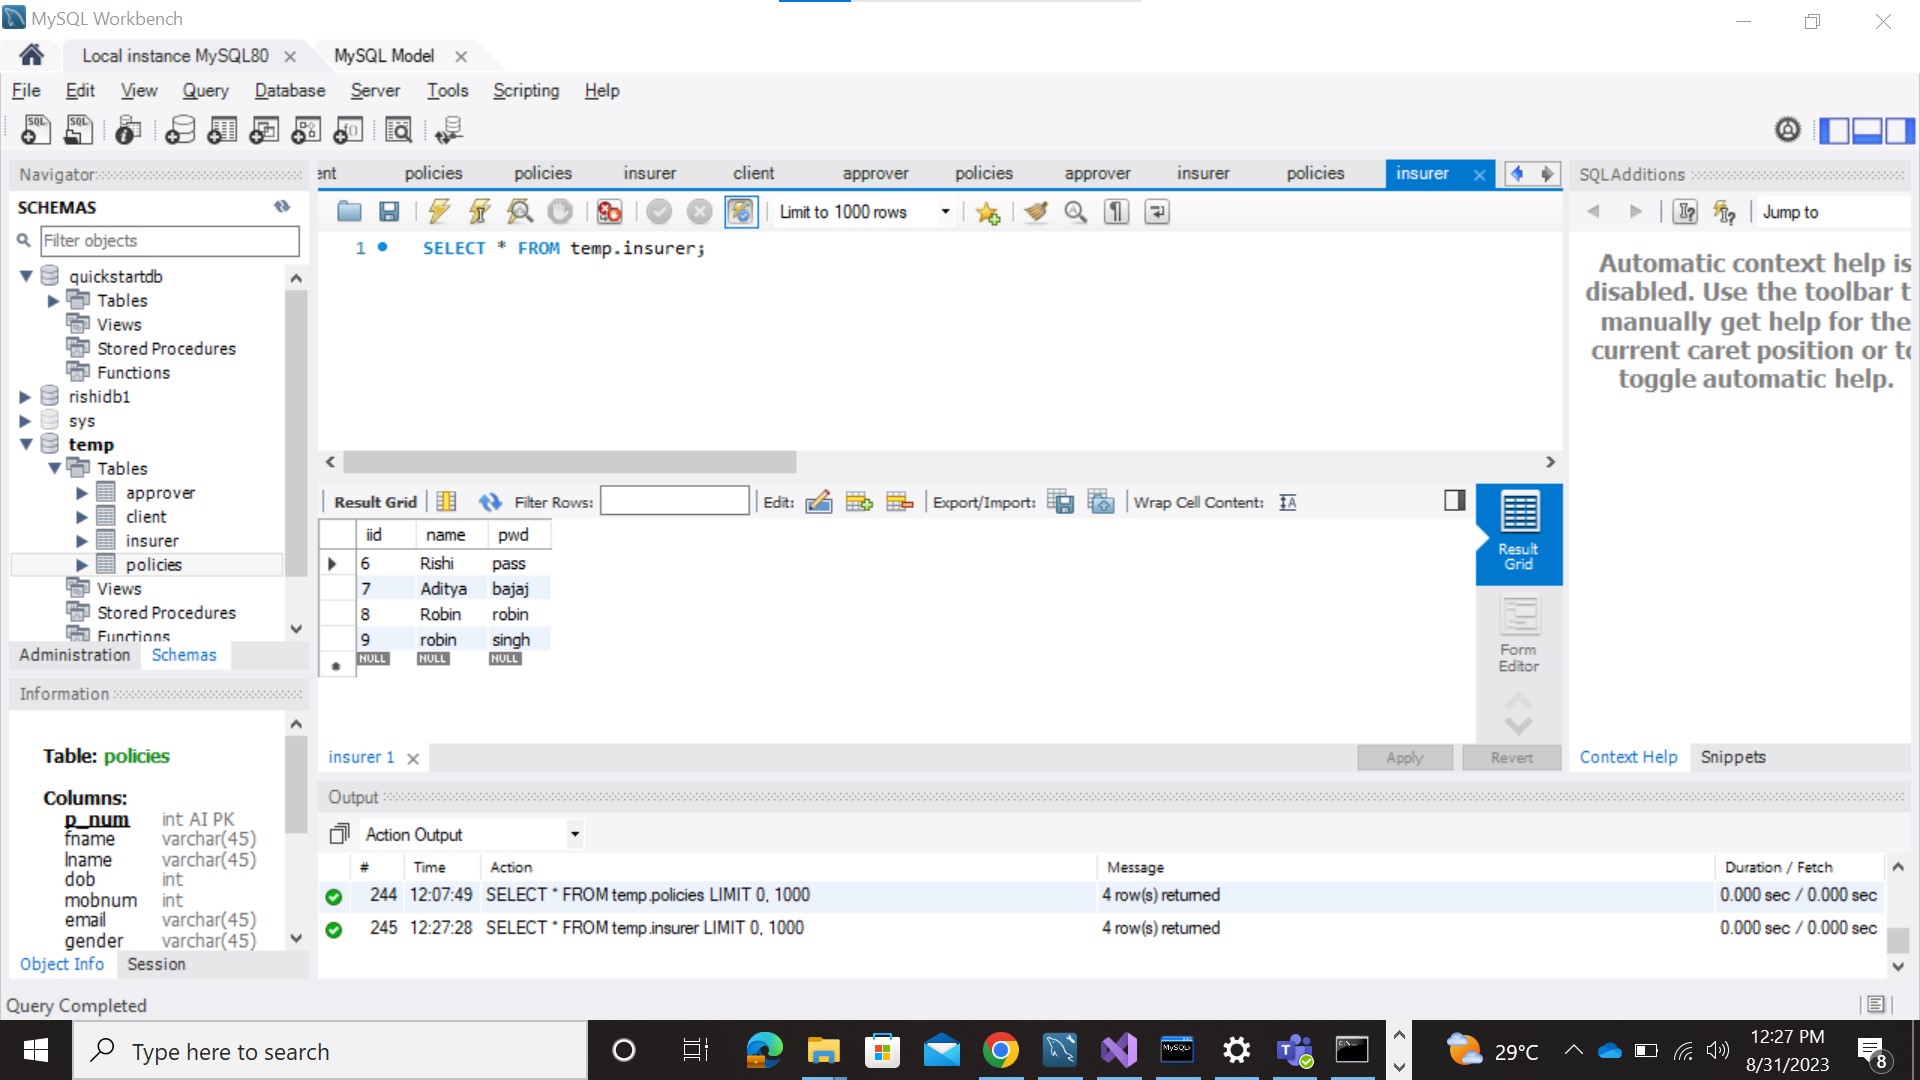 MySQL Workbench
Local instance MySQL80
MySQL Model
File Edit View Query Database Server Tools Scripting Help
Navigator
SCHEMAS
Filter objects
quickstartdb
Tables
Views
Stored Procedures
Functions
rishidb1
sys
temp
Tables
approver
client
insurer
policies
Views
Stored Procedures
Functions
Administration Schemas
Information
Table: policies
Columns:
p_num int AI PK
fname varchar(45)
lname varchar(45)
dob int
mobnum int
email varchar(45)
gender varchar(45)
Object Info Session
Query Completed
ent policies policies insurer client approver policies approver insurer policies insurer
Limit to 1000 rows
1 SELECT * FROM temp.insurer;
Result Grid Filter Rows: Edit: Export/Import: Wrap Cell Content:
iid name pwd
6 Rishi pass
7 Aditya bajaj
8 Robin robin
9 robin singh
NULL NULL NULL
Result
Grid
Form
Editor
insurer 1
Apply Revert
Output
Action Output
# Time Action Message Duration / Fetch
244 12:07:49 SELECT * FROM temp.policies LIMIT 0, 1000 4 row(s) returned 0.000 sec / 0.000 sec
245 12:27:28 SELECT * FROM temp.insurer LIMIT 0, 1000 4 row(s) returned 0.000 sec / 0.000 sec
SQLAdditions
Jump to
Automatic context help is
disabled. Use the toolbar t
manually get help for the
current caret position or to
toggle automatic help.
Context Help Snippets
Type here to search
29°C
12:27 PM
8/31/2023
8